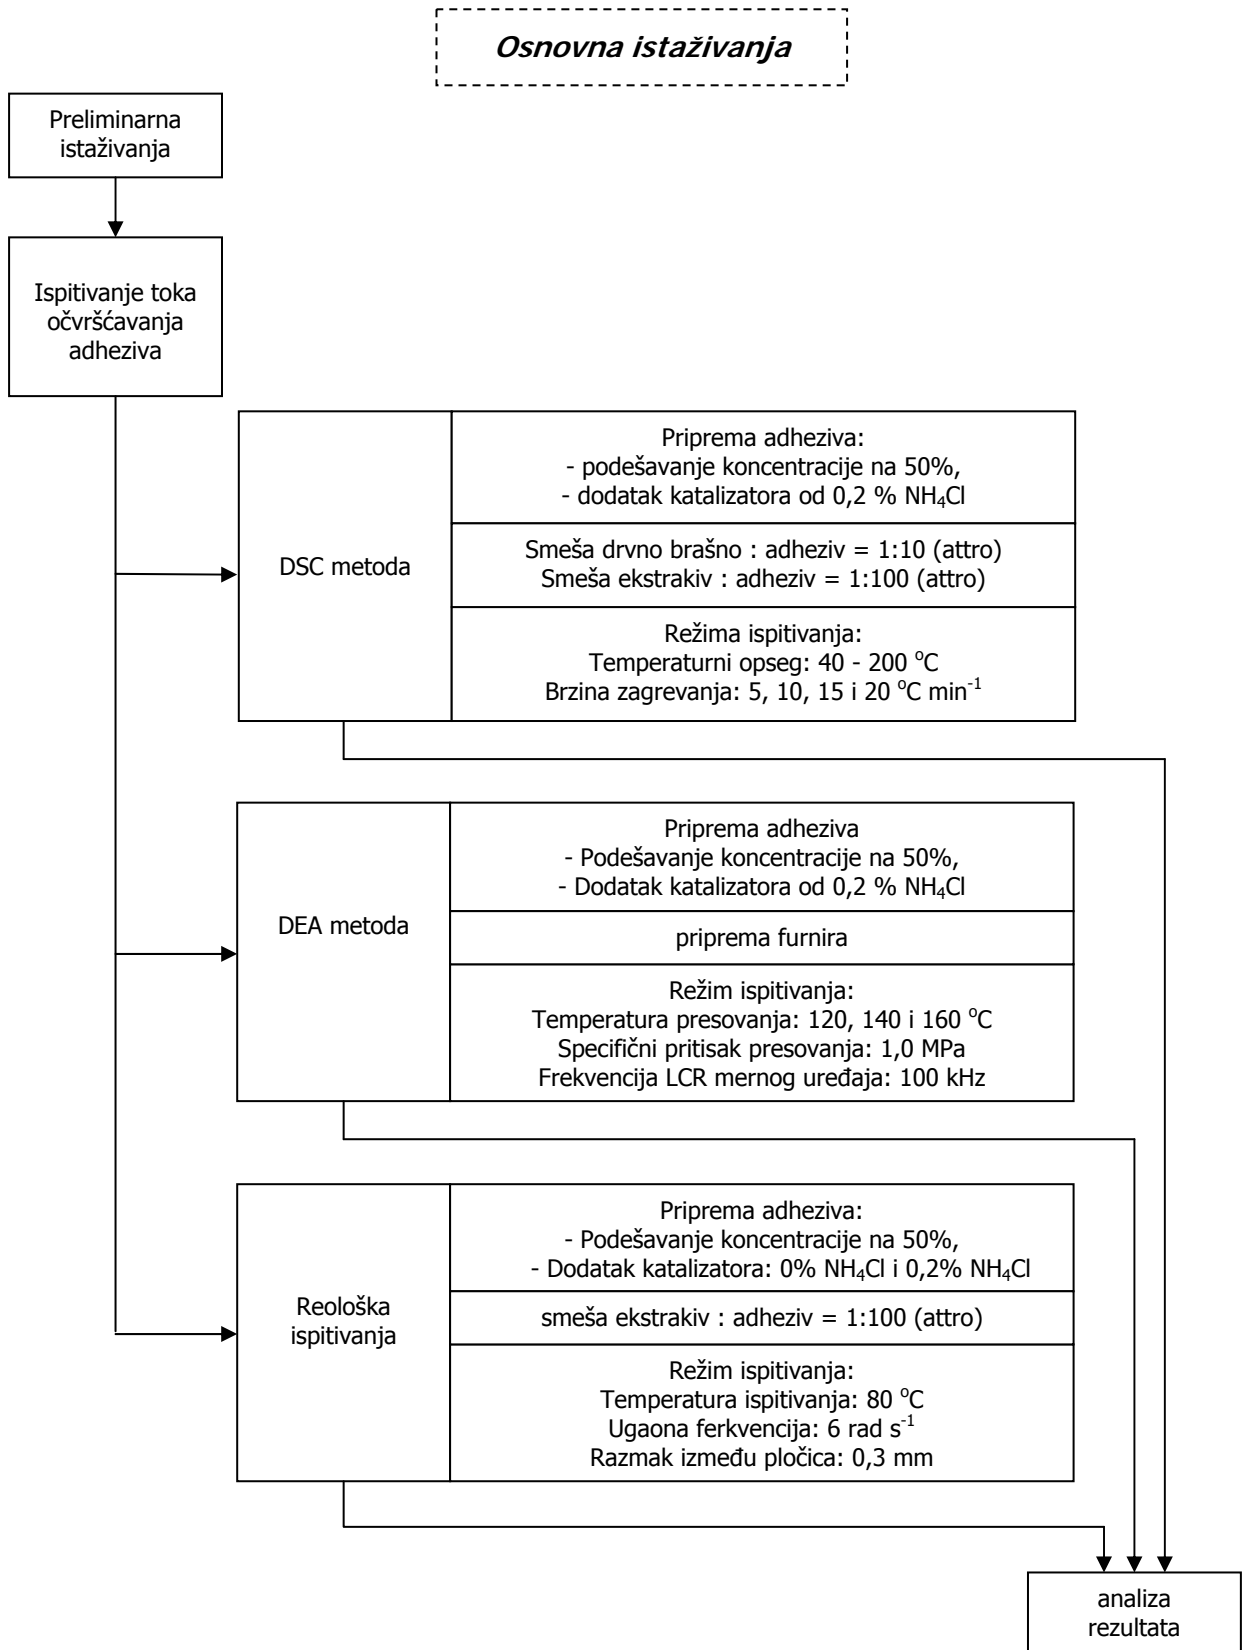 Osnovna istaživanja
Preliminarna
istaživanja
Ispitivanje toka
očvršćavanja
adheziva
DSC metoda
Priprema adheziva:
- podešavanje koncentracije na 50%,
- dodatak katalizatora od 0,2 % NH₄Cl
Smeša drvno brašno : adheziv = 1:10 (attro)
Smeša ekstrakiv : adheziv = 1:100 (attro)
Režima ispitivanja:
Temperaturni opseg: 40 - 200 °C
Brzina zagrevanja: 5, 10, 15 i 20 °C min⁻¹
DEA metoda
Priprema adheziva
- Podešavanje koncentracije na 50%,
- Dodatak katalizatora od 0,2 % NH₄Cl
priprema furnira
Režim ispitivanja:
Temperatura presovanja: 120, 140 i 160 °C
Specifični pritisak presovanja: 1,0 MPa
Frekvencija LCR mernog uređaja: 100 kHz
Reološka
ispitivanja
Priprema adheziva:
- Podešavanje koncentracije na 50%,
- Dodatak katalizatora: 0% NH₄Cl i 0,2% NH₄Cl
smeša ekstrakiv : adheziv = 1:100 (attro)
Režim ispitivanja:
Temperatura ispitivanja: 80 °C
Ugaona ferkvencija: 6 rad s⁻¹
Razmak između pločica: 0,3 mm
analiza
rezultata